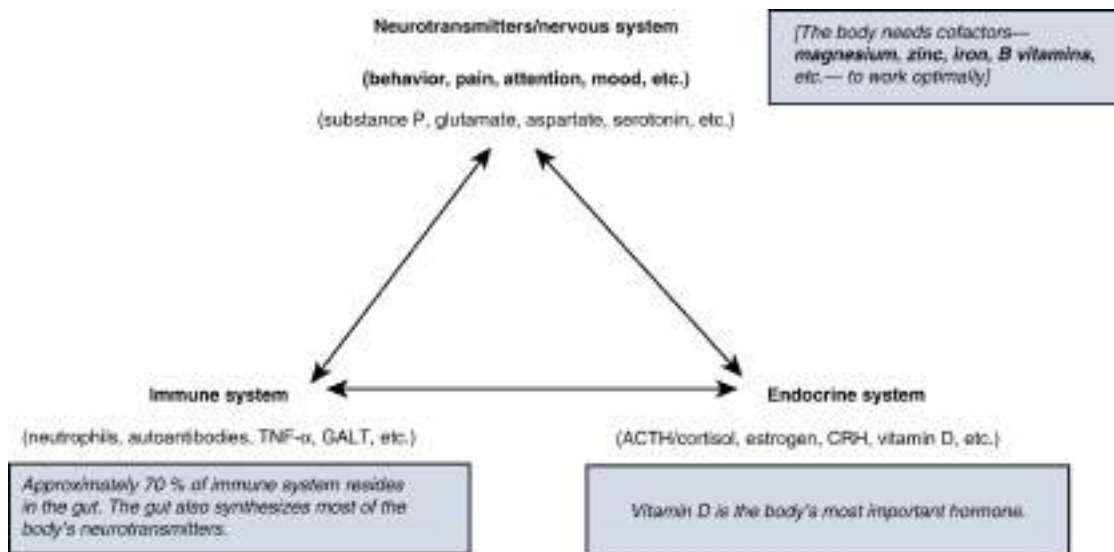 Neurotransmitters/nervous system
(behavior, pain, attention, mood, etc.)
(substance P, glutamate, aspartate, serotonin, etc.)
[The body needs cofactors—
magnesium, zinc, iron, B vitamins,
etc.— to work optimally]
Immune system
(neutrophils, autoantibodies, TNF-α, GALT, etc.)
Approximately 70 % of immune system resides
in the gut. The gut also synthesizes most of the
body's neurotransmitters.
Endocrine system
(ACTH/cortisol, estrogen, CRH, vitamin D, etc.)
Vitamin D is the body's most important hormone.